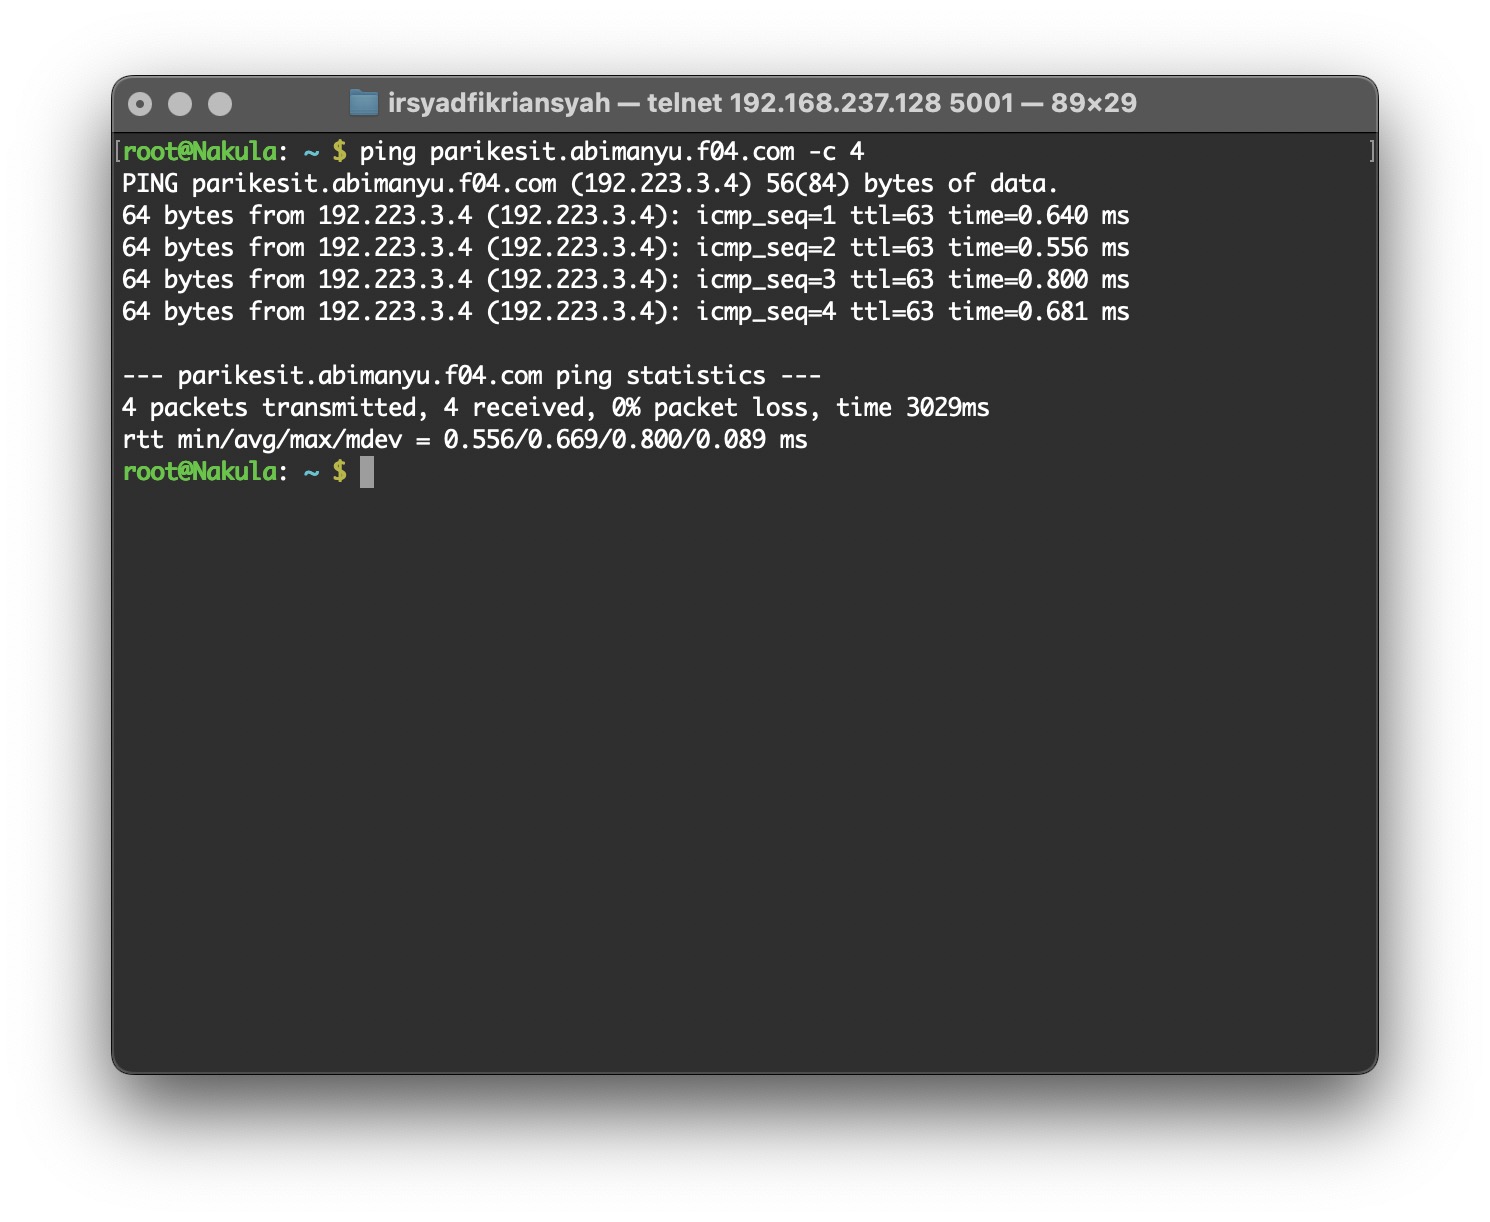 irsyadfikriansyah — telnet 192.168.237.128 5001 — 89×29
[root@Nakula: ~ $ ping parikesit.abimanyu.f04.com -c 4 ]
PING parikesit.abimanyu.f04.com (192.223.3.4) 56(84) bytes of data.
64 bytes from 192.223.3.4 (192.223.3.4): icmp_seq=1 ttl=63 time=0.640 ms
64 bytes from 192.223.3.4 (192.223.3.4): icmp_seq=2 ttl=63 time=0.556 ms
64 bytes from 192.223.3.4 (192.223.3.4): icmp_seq=3 ttl=63 time=0.800 ms
64 bytes from 192.223.3.4 (192.223.3.4): icmp_seq=4 ttl=63 time=0.681 ms
--- parikesit.abimanyu.f04.com ping statistics ---
4 packets transmitted, 4 received, 0% packet loss, time 3029ms
rtt min/avg/max/mdev = 0.556/0.669/0.800/0.089 ms
root@Nakula: ~ $